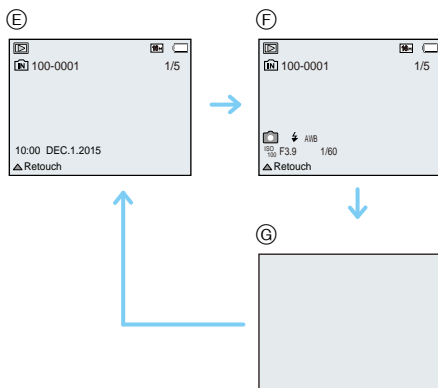 Ⓔ
100-0001 1/5
10:00 DEC.1.2015
Retouch
Ⓕ
100-0001 1/5
AWB
ISO 100 F3.9 1/60
Retouch
Ⓖ